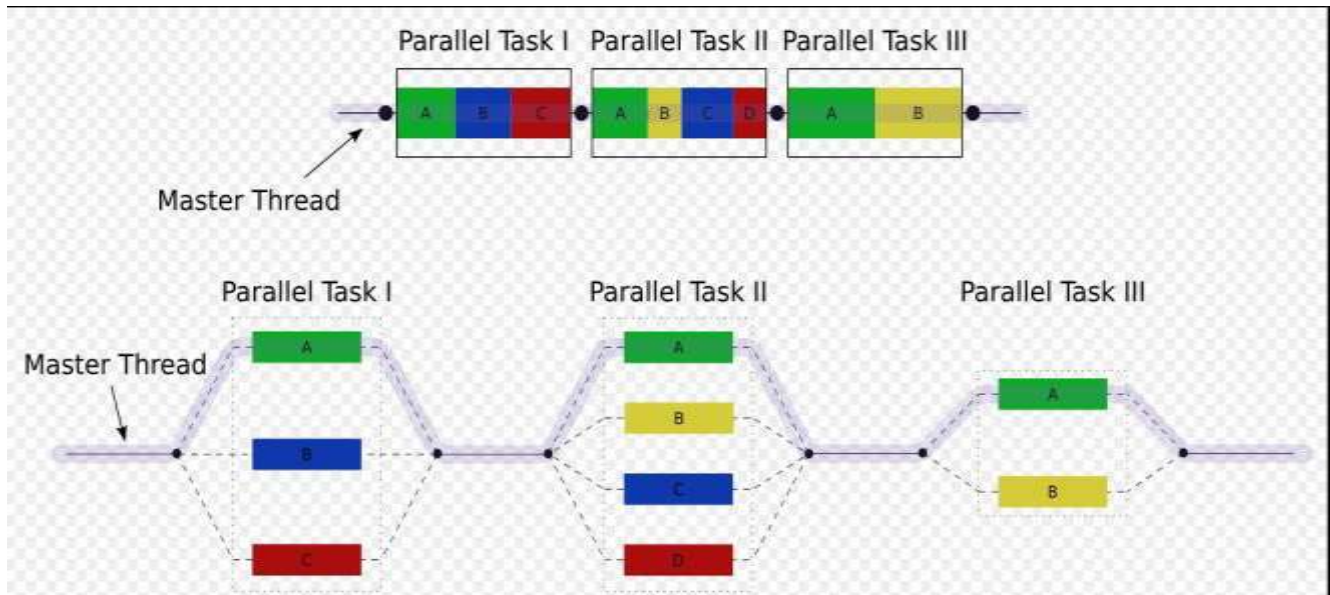 Parallel Task I Parallel Task II Parallel Task III
A B C A B C D A B
Master Thread
Parallel Task I Parallel Task II Parallel Task III
A A
Master Thread
A
B
B
C
B
C D